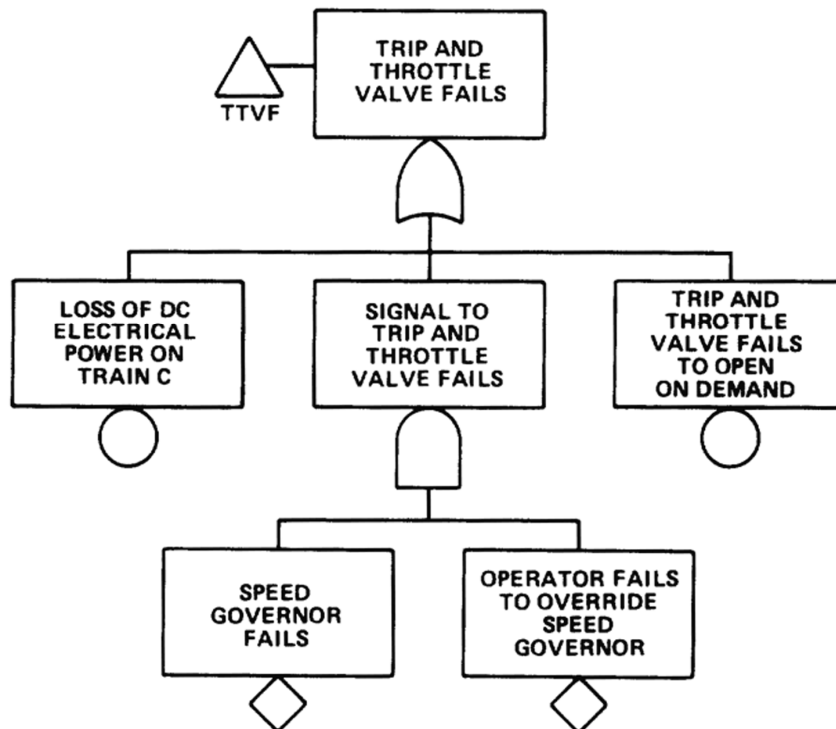 TRIP AND
THROTTLE
VALVE FAILS
TTVF
LOSS OF DC
ELECTRICAL
POWER ON
TRAIN C
SIGNAL TO
TRIP AND
THROTTLE
VALVE FAILS
TRIP AND
THROTTLE
VALVE FAILS
TO OPEN
ON DEMAND
SPEED
GOVERNOR
FAILS
OPERATOR FAILS
TO OVERRIDE
SPEED
GOVERNOR